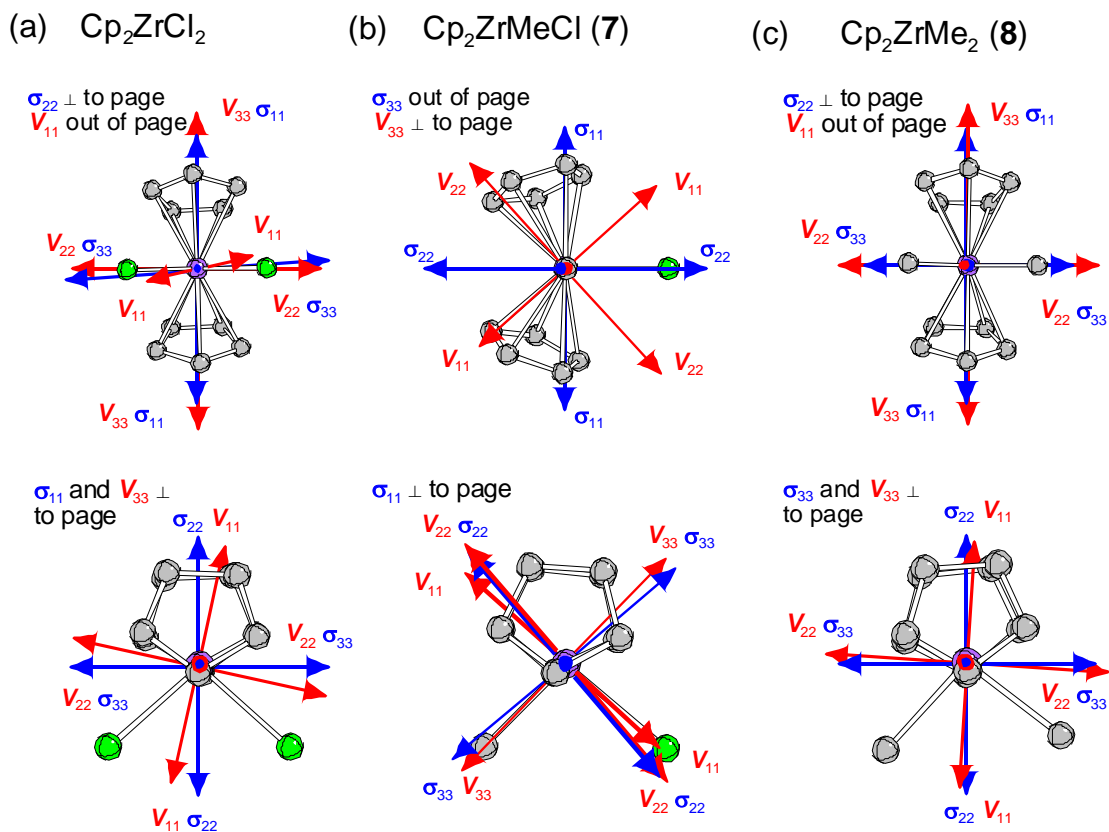 (a) Cp₂ZrCl₂
(b) Cp₂ZrMeCl (7)
(c) Cp₂ZrMe₂ (8)
σ₂₂ ⊥ to page
V₁₁ out of page
V₃₃ σ₁₁
V₁₁
V₂₂ σ₃₃
V₁₁
V₂₂ σ₃₃
V₃₃ σ₁₁
σ₃₃ out of page
V₃₃ ⊥ to page
σ₁₁
V₂₂
V₁₁
σ₂₂
σ₂₂
V₁₁
V₂₂
σ₁₁
σ₂₂ ⊥ to page
V₁₁ out of page
V₃₃ σ₁₁
V₂₂ σ₃₃
V₂₂ σ₃₃
V₃₃ σ₁₁
σ₁₁ and V₃₃ ⊥
to page
σ₂₂ V₁₁
V₂₂ σ₃₃
V₂₂ σ₃₃
V₁₁ σ₂₂
σ₁₁ ⊥ to page
V₂₂ σ₂₂
V₃₃ σ₃₃
V₁₁
V₁₁
σ₃₃ V₃₃
V₂₂ σ₂₂
σ₃₃ and V₃₃ ⊥
to page
σ₂₂ V₁₁
V₂₂ σ₃₃
V₂₂ σ₃₃
σ₂₂ V₁₁